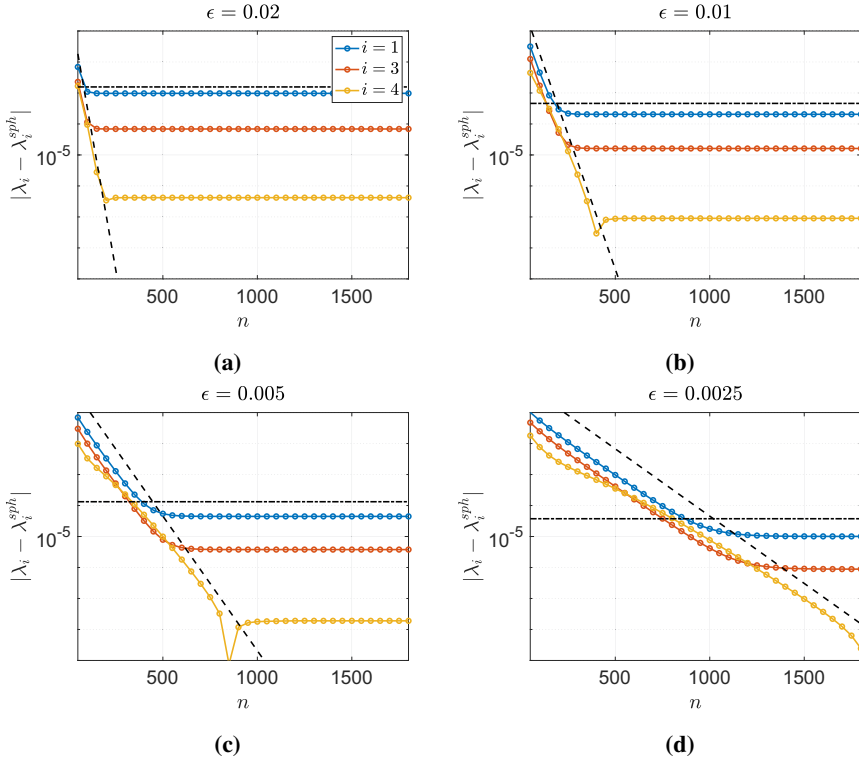 ϵ = 0.02
|λ_i − λ_i^{sph}|
10^{-5}
i = 1
i = 3
i = 4
500 1000 1500
n
(a)
ϵ = 0.01
|λ_i − λ_i^{sph}|
10^{-5}
500 1000 1500
n
(b)
ϵ = 0.005
|λ_i − λ_i^{sph}|
10^{-5}
500 1000 1500
n
(c)
ϵ = 0.0025
|λ_i − λ_i^{sph}|
10^{-5}
500 1000 1500
n
(d)